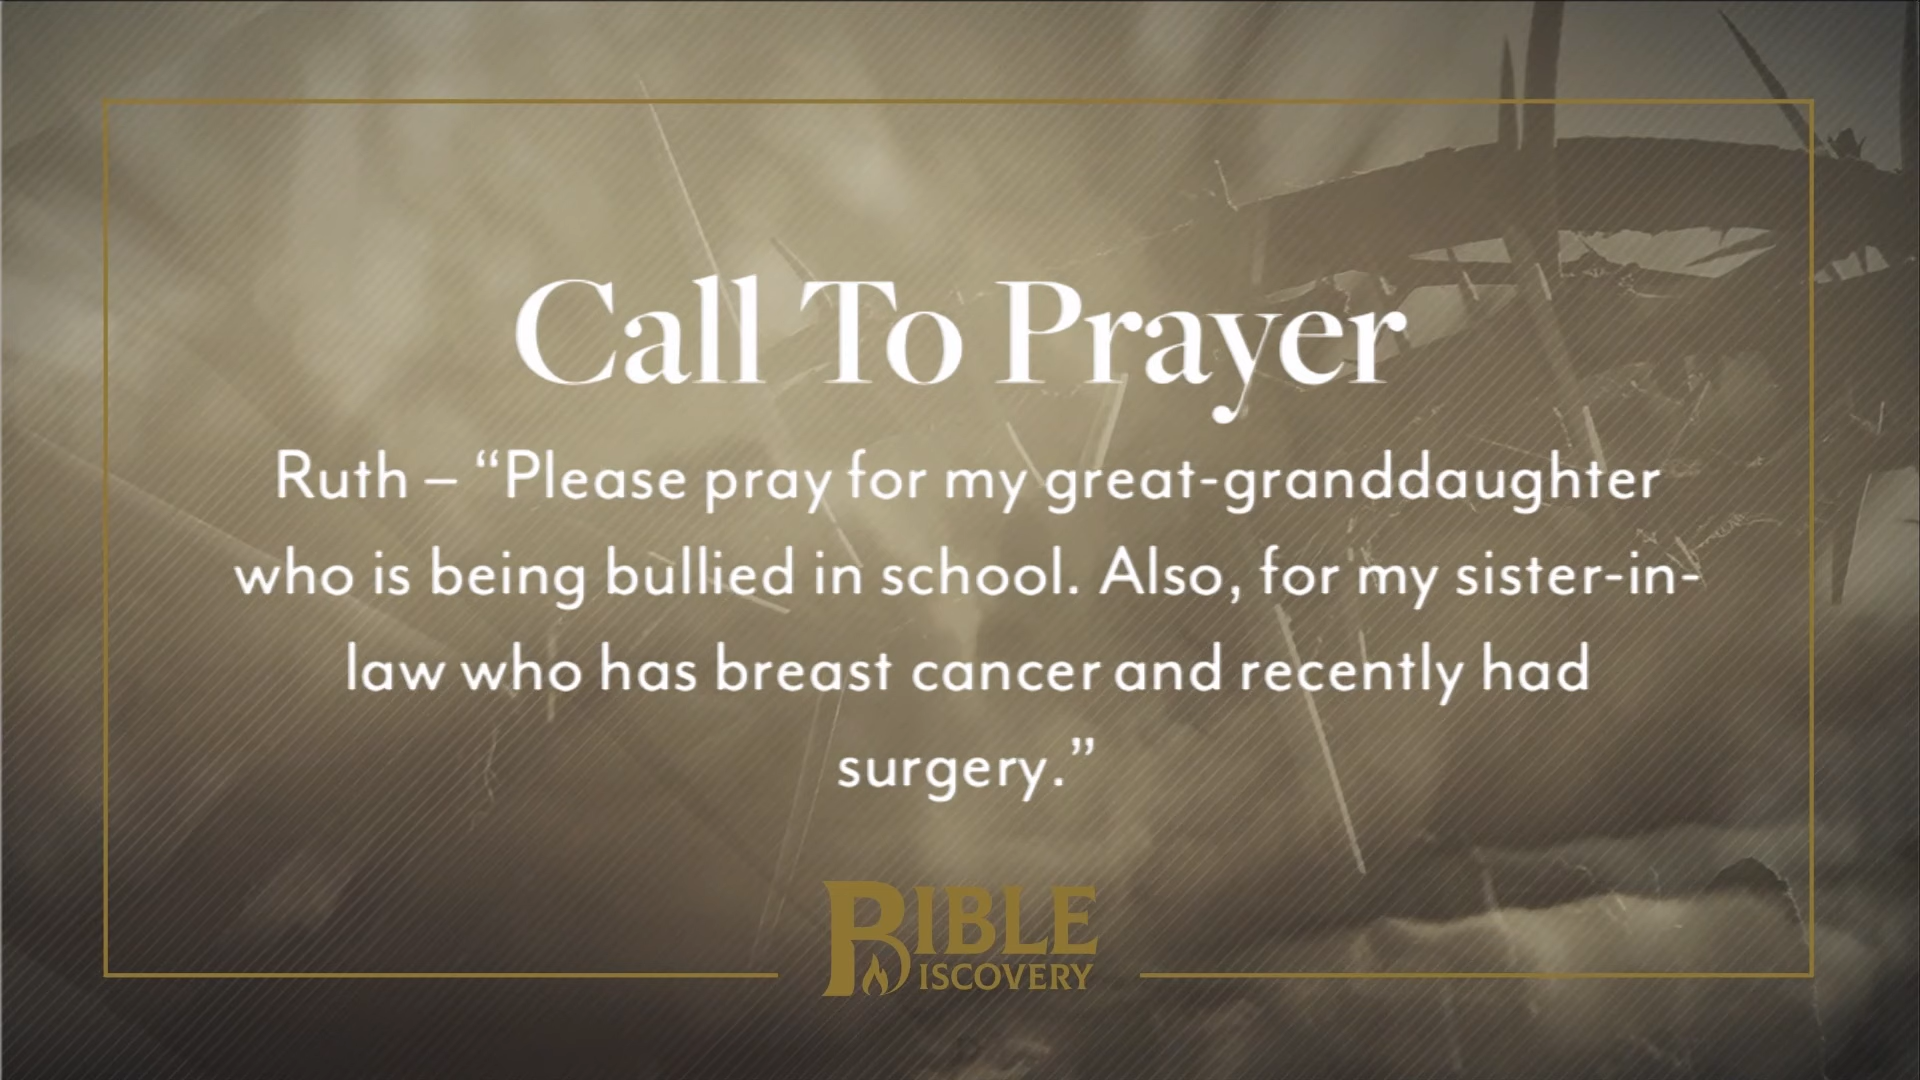 Call To Prayer
Ruth – “Please pray for my great-granddaughter
who is being bullied in school. Also, for my sister-in-
law who has breast cancer and recently had
surgery.”
BIBLE
DISCOVERY